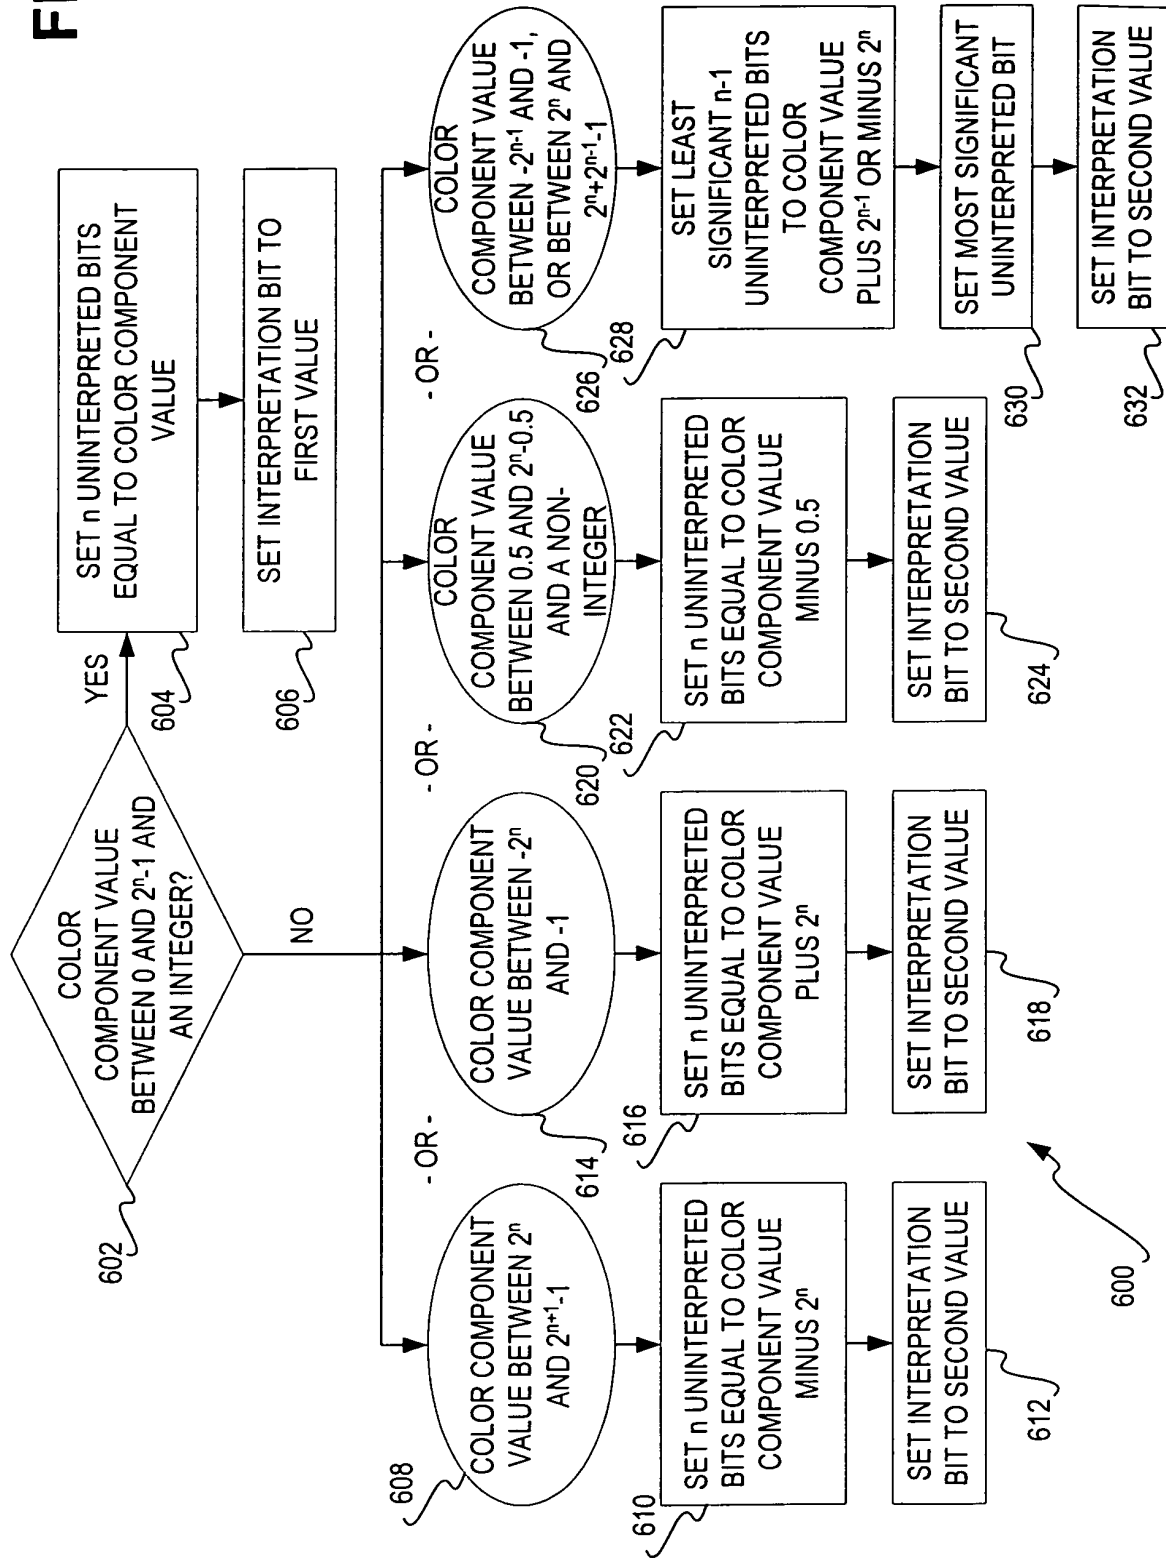 FI
COLOR
COMPONENT VALUE
BETWEEN 0 AND 2ⁿ-1 AND
AN INTEGER?
602
YES
NO
SET n UNINTERPRETED BITS
EQUAL TO COLOR COMPONENT
VALUE
604
SET INTERPRETATION BIT TO
FIRST VALUE
606
COLOR COMPONENT
VALUE BETWEEN 2ⁿ
AND 2ⁿ⁺¹-1
608
SET n UNINTERPRETED
BITS EQUAL TO COLOR
COMPONENT VALUE
MINUS 2ⁿ
610
SET INTERPRETATION
BIT TO SECOND VALUE
612
- OR -
COLOR COMPONENT
VALUE BETWEEN -2ⁿ
AND -1
614
SET n UNINTERPRETED
BITS EQUAL TO COLOR
COMPONENT VALUE
PLUS 2ⁿ
616
SET INTERPRETATION
BIT TO SECOND VALUE
618
- OR -
COLOR
COMPONENT VALUE
BETWEEN 0.5 AND 2ⁿ-0.5
AND A NON-
INTEGER
620
SET n UNINTERPRETED
BITS EQUAL TO COLOR
COMPONENT VALUE
MINUS 0.5
622
SET INTERPRETATION
BIT TO SECOND VALUE
624
- OR -
COLOR
COMPONENT VALUE
BETWEEN -2ⁿ⁻¹ AND -1,
OR BETWEEN 2ⁿ AND
2ⁿ+2ⁿ⁻¹-1
626
SET LEAST
SIGNIFICANT n-1
UNINTERPRETED BITS
TO COLOR
COMPONENT VALUE
PLUS 2ⁿ⁻¹ OR MINUS 2ⁿ
628
SET MOST SIGNIFICANT
UNINTERPRETED BIT
630
SET INTERPRETATION
BIT TO SECOND VALUE
632
600